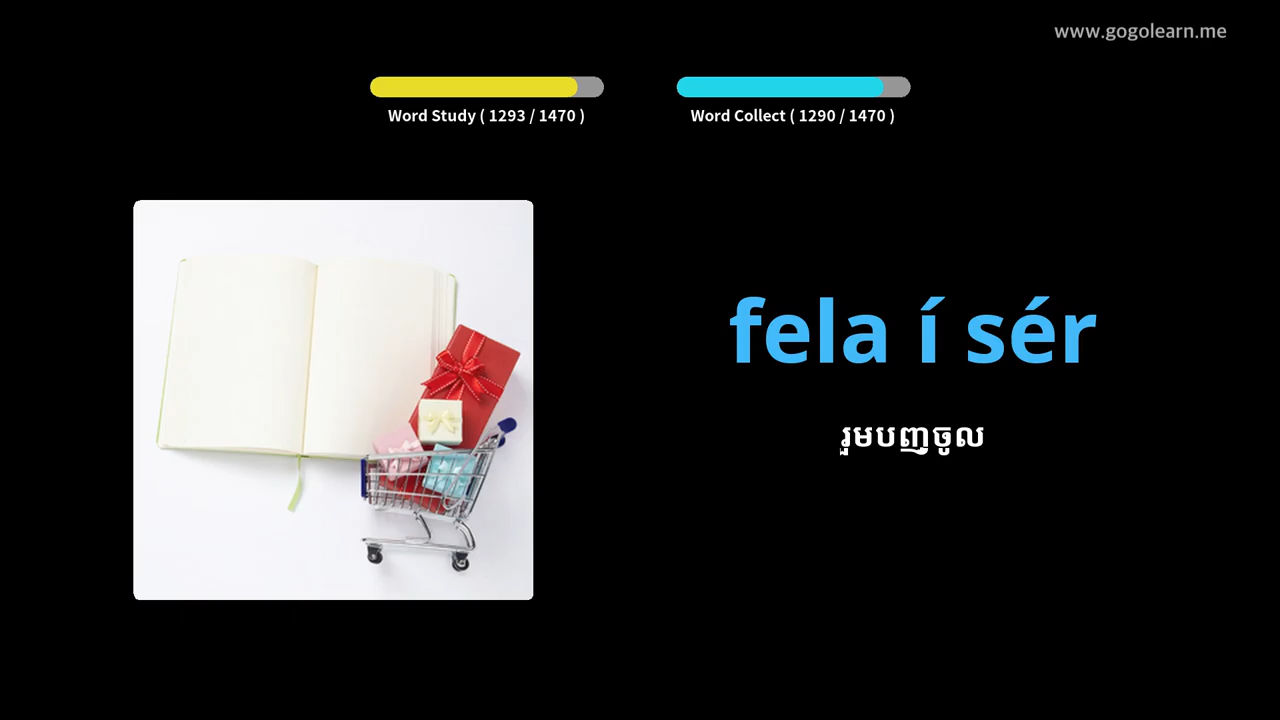 www.gogolearn.me
Word Study ( 1293 / 1470 )
Word Collect ( 1290 / 1470 )
fela í sér
រួមបញចូល